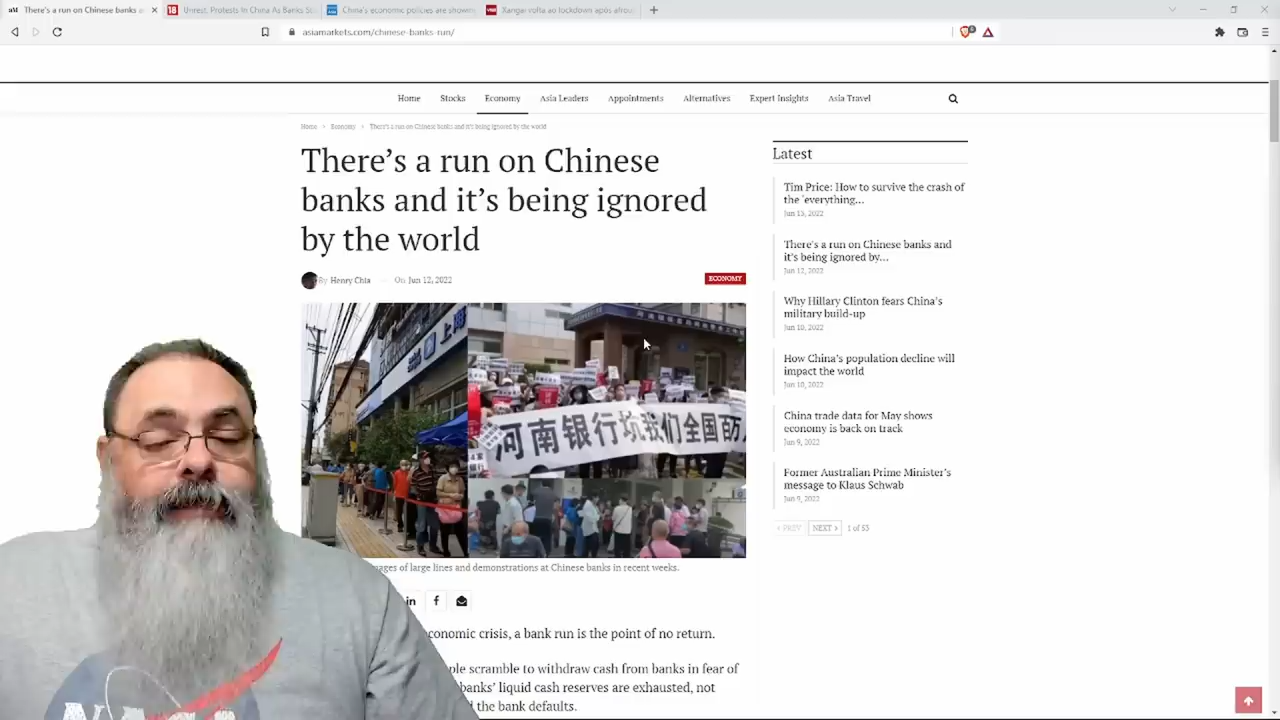 There's a run on Chinese banks a
Unrest, Protests In China As Banks S
China's economic policies are show
Xangai volta ao lockdown após afrou
asiamarkets.com/chinese-banks-run/
Home Stocks Economy Asia Leaders Appointments Alternatives Expert Insights Asia Travel
Home > Economy > There's a run on Chinese banks and it's being ignored by the world
There's a run on Chinese
banks and it's being ignored
by the world
By Henry Chia — On Jun 12, 2022
ECONOMY
河南银行坑我们全国
ages of large lines and demonstrations at Chinese banks in recent weeks.
in f
conomic crisis, a bank run is the point of no return.
ple scramble to withdraw cash from banks in fear of
banks' liquid cash reserves are exhausted, not
d the bank defaults.
Latest
Tim Price: How to survive the crash of
the 'everything...
Jun 15, 2022
There's a run on Chinese banks and
it's being ignored by...
Jun 12, 2022
Why Hillary Clinton fears China's
military build-up
Jun 10, 2022
How China's population decline will
impact the world
Jun 10, 2022
China trade data for May shows
economy is back on track
Jun 9, 2022
Former Australian Prime Minister's
message to Klaus Schwab
Jun 9, 2022
< PREV NEXT > 1 of 53